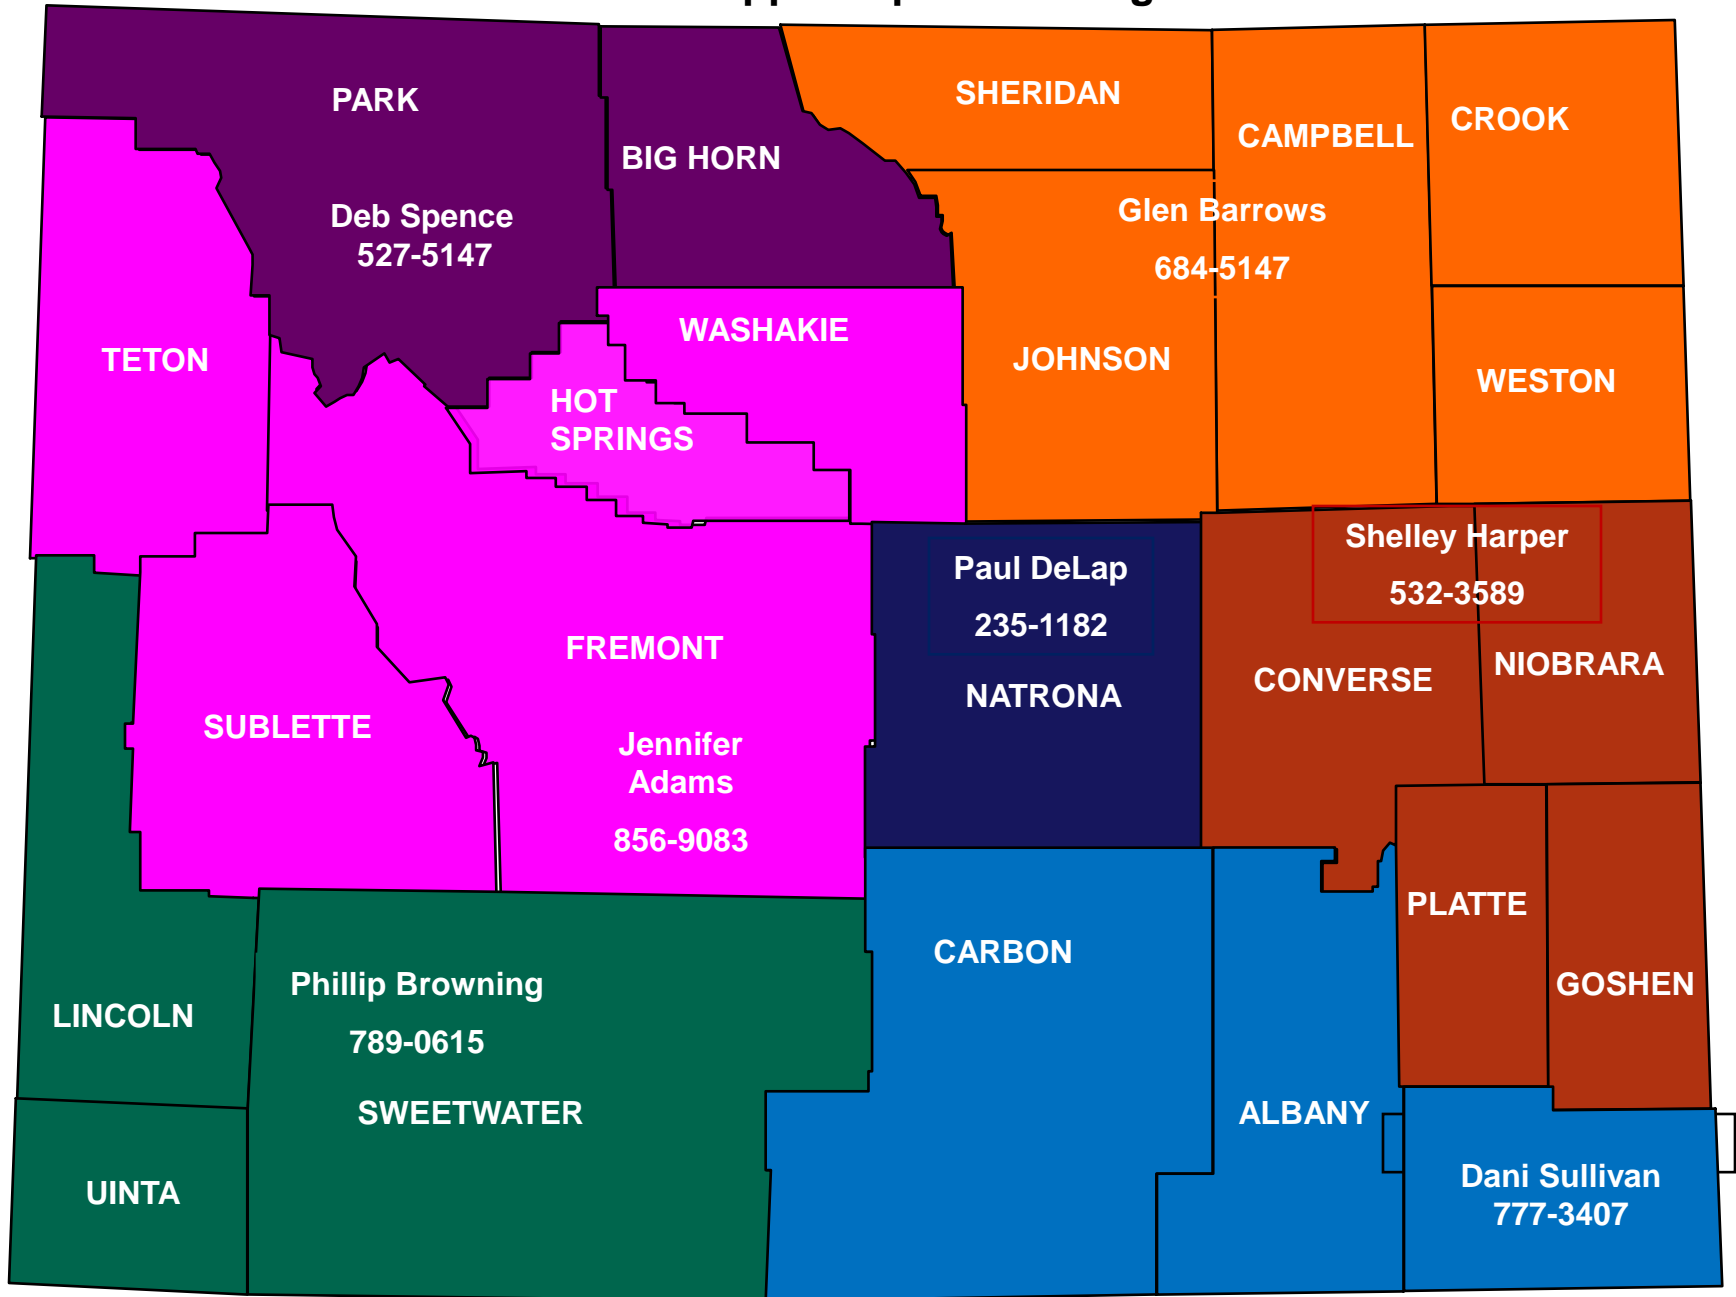 PARK
Deb Spence
527-5147
BIG HORN
SHERIDAN
CAMPBELL
CROOK
Glen Barrows
684-5147
TETON
WASHAKIE
HOT
SPRINGS
JOHNSON
WESTON
Shelley Harper
532-3589
Paul DeLap
235-1182
NATRONA
FREMONT
CONVERSE
NIOBRARA
SUBLETTE
Jennifer
Adams
856-9083
PLATTE
CARBON
GOSHEN
Phillip Browning
789-0615
LINCOLN
SWEETWATER
ALBANY
UINTA
Dani Sullivan
777-3407